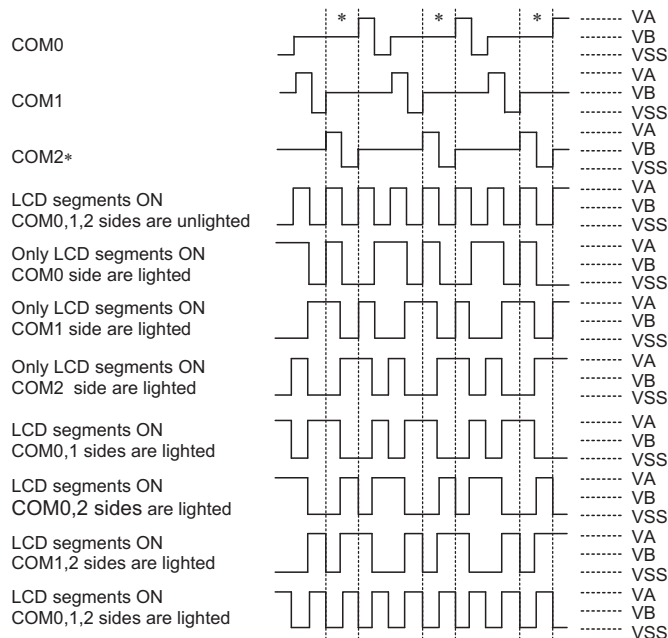 * * * VA
COM0 VB
VSS
VA
COM1 VB
VSS
VA
COM2* VB
VSS
LCD segments ON VA
COM0,1,2 sides are unlighted VB
VSS
Only LCD segments ON VA
COM0 side are lighted VB
VSS
Only LCD segments ON VA
COM1 side are lighted VB
VSS
Only LCD segments ON VA
COM2 side are lighted VB
VSS
LCD segments ON VA
COM0,1 sides are lighted VB
VSS
LCD segments ON VA
COM0,2 sides are lighted VB
VSS
LCD segments ON VA
COM1,2 sides are lighted VB
VSS
LCD segments ON VA
COM0,1,2 sides are lighted VB
VSS